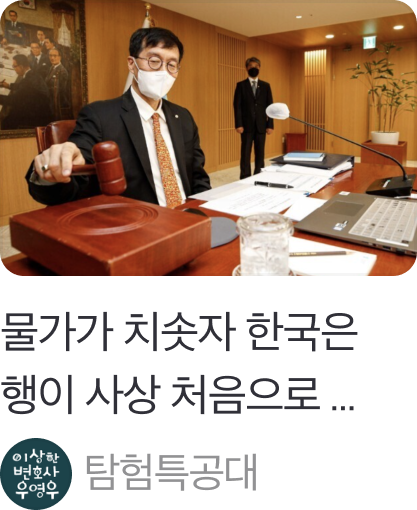 물가가 치솟자 한국은
행이 사상 처음으로 ...
이상한
변호사
우영우
탐험특공대